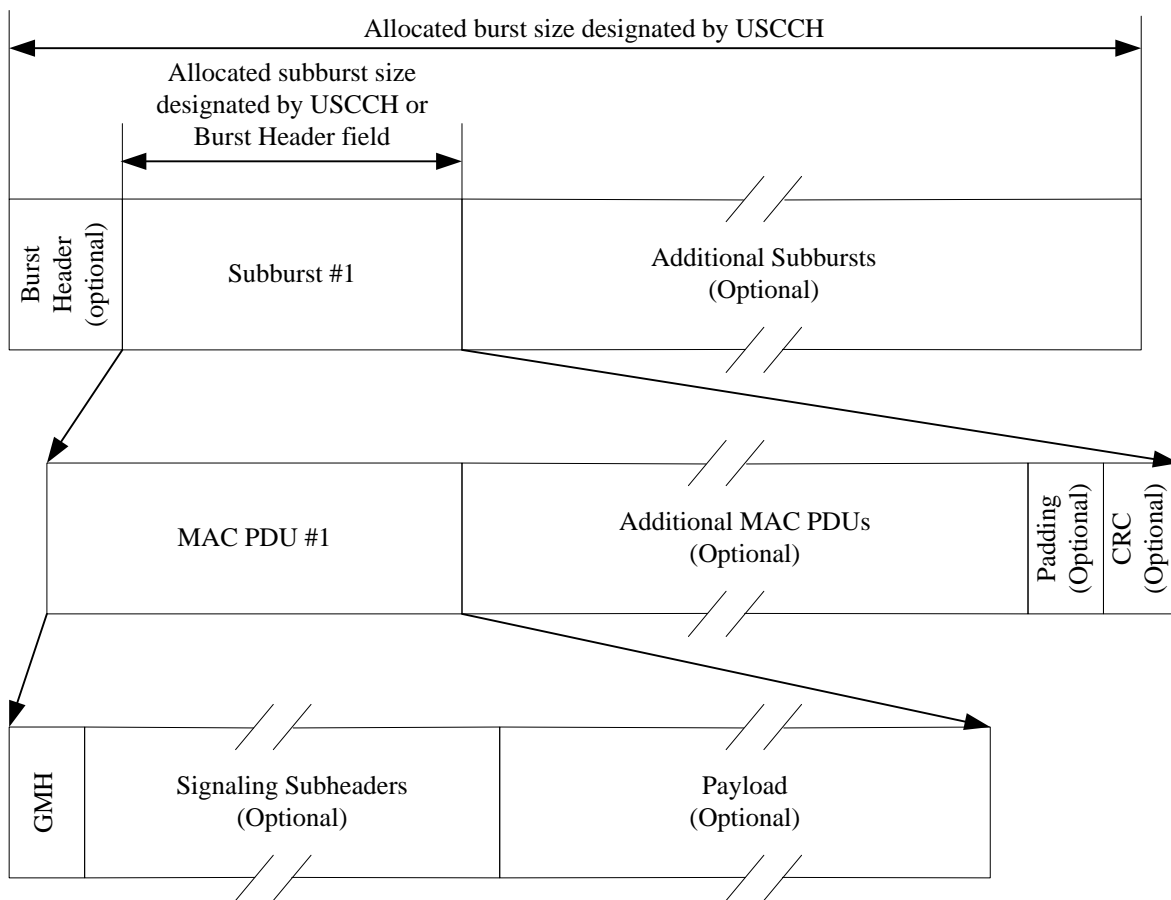 Allocated burst size designated by USCCH
Allocated subburst size
designated by USCCH or
Burst Header field
Burst
Header
(optional)
Subburst #1
Additional Subbursts
(Optional)
MAC PDU #1
Additional MAC PDUs
(Optional)
Padding
(Optional)
CRC
(Optional)
GMH
Signaling Subheaders
(Optional)
Payload
(Optional)